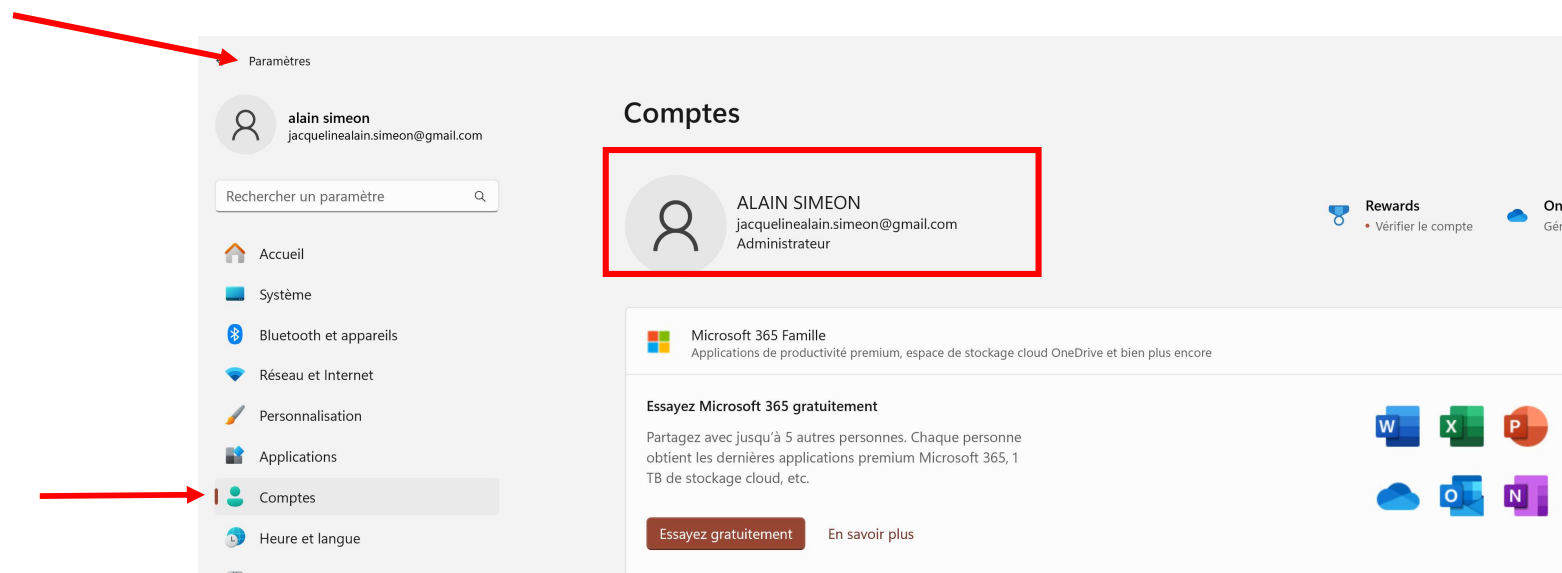 Paramètres
alain simeon
jacquelinealain.simeon@gmail.com
Rechercher un paramètre
Accueil
Système
Bluetooth et appareils
Réseau et Internet
Personnalisation
Applications
Comptes
Heure et langue
Comptes
ALAIN SIMEON
jacquelinealain.simeon@gmail.com
Administrateur
Rewards
• Vérifier le compte
Microsoft 365 Famille
Applications de productivité premium, espace de stockage cloud OneDrive et bien plus encore
Essayez Microsoft 365 gratuitement
Partagez avec jusqu'à 5 autres personnes. Chaque personne
obtient les dernières applications premium Microsoft 365, 1
TB de stockage cloud, etc.
Essayez gratuitement
En savoir plus
W
X
P
O
N